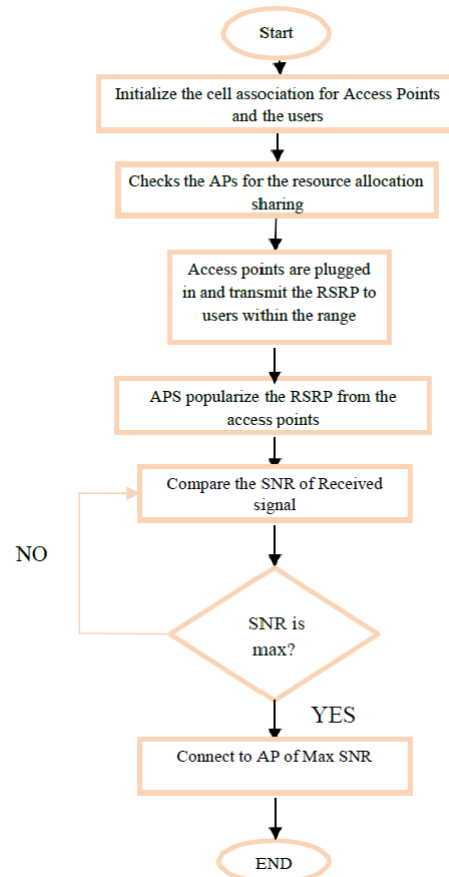 Start
Initialize the cell association for Access Points
and the users
Checks the APs for the resource allocation
sharing
Access points are plugged
in and transmit the RSRP to
users within the range
APS popularize the RSRP from the
access points
Compare the SNR of Received
signal
NO
SNR is
max?
YES
Connect to AP of Max SNR
END